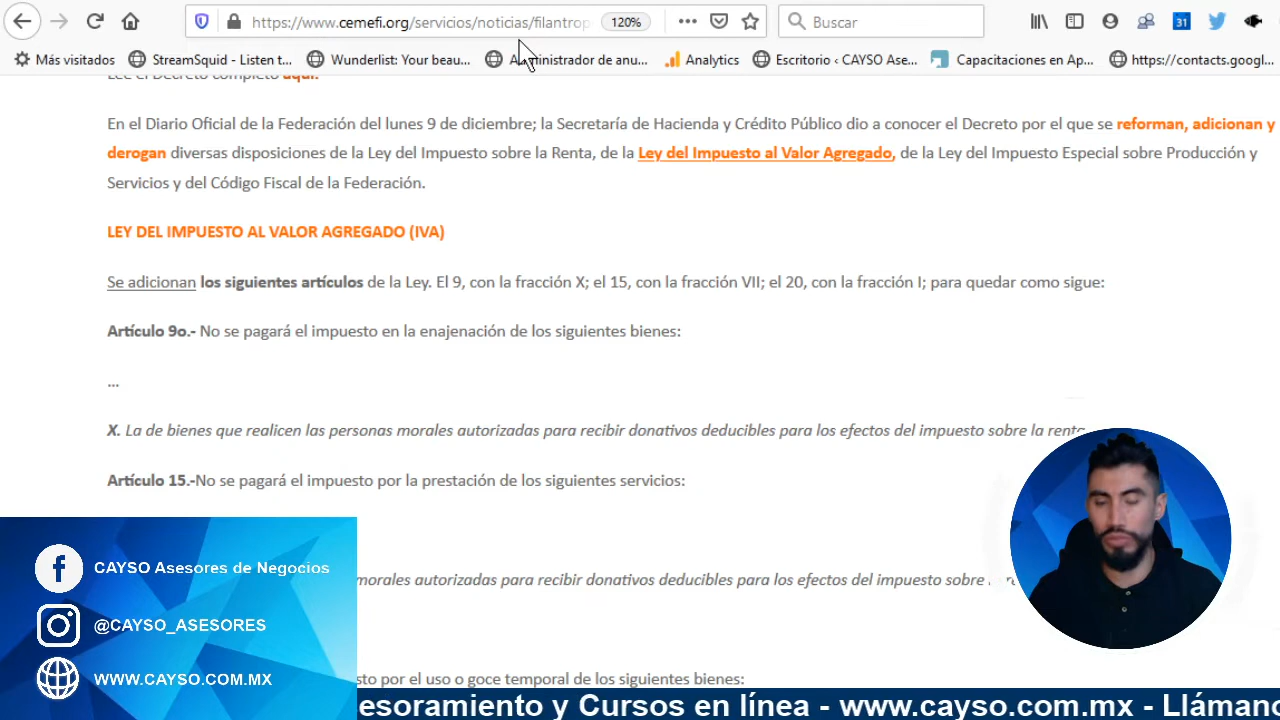 https://www.cemefi.org/servicios/noticias/filantrop
120%
Buscar
31
Más visitados
StreamSquid - Listen t...
Wunderlist: Your beau...
Administrador de anu...
Analytics
Escritorio ‹ CAYSO Ase...
Capacitaciones en Ap...
https://contacts.googl...
Lee el Decreto completo aquí.
En el Diario Oficial de la Federación del lunes 9 de diciembre; la Secretaría de Hacienda y Crédito Público dio a conocer el Decreto por el que se reforman, adicionan y
derogan diversas disposiciones de la Ley del Impuesto sobre la Renta, de la Ley del Impuesto al Valor Agregado, de la Ley del Impuesto Especial sobre Producción y
Servicios y del Código Fiscal de la Federación.
LEY DEL IMPUESTO AL VALOR AGREGADO (IVA)
Se adicionan los siguientes artículos de la Ley. El 9, con la fracción X; el 15, con la fracción VII; el 20, con la fracción I; para quedar como sigue:
Artículo 9o.- No se pagará el impuesto en la enajenación de los siguientes bienes:
...
X. La de bienes que realicen las personas morales autorizadas para recibir donativos deducibles para los efectos del impuesto sobre la renta
Artículo 15.-No se pagará el impuesto por la prestación de los siguientes servicios:
morales autorizadas para recibir donativos deducibles para los efectos del impuesto sobre
sto por el uso o goce temporal de los siguientes bienes:
CAYSO Asesores de Negocios
@CAYSO_ASESORES
WWW.CAYSO.COM.MX
esoramiento y Cursos en línea - www.cayso.com.mx - Lláman